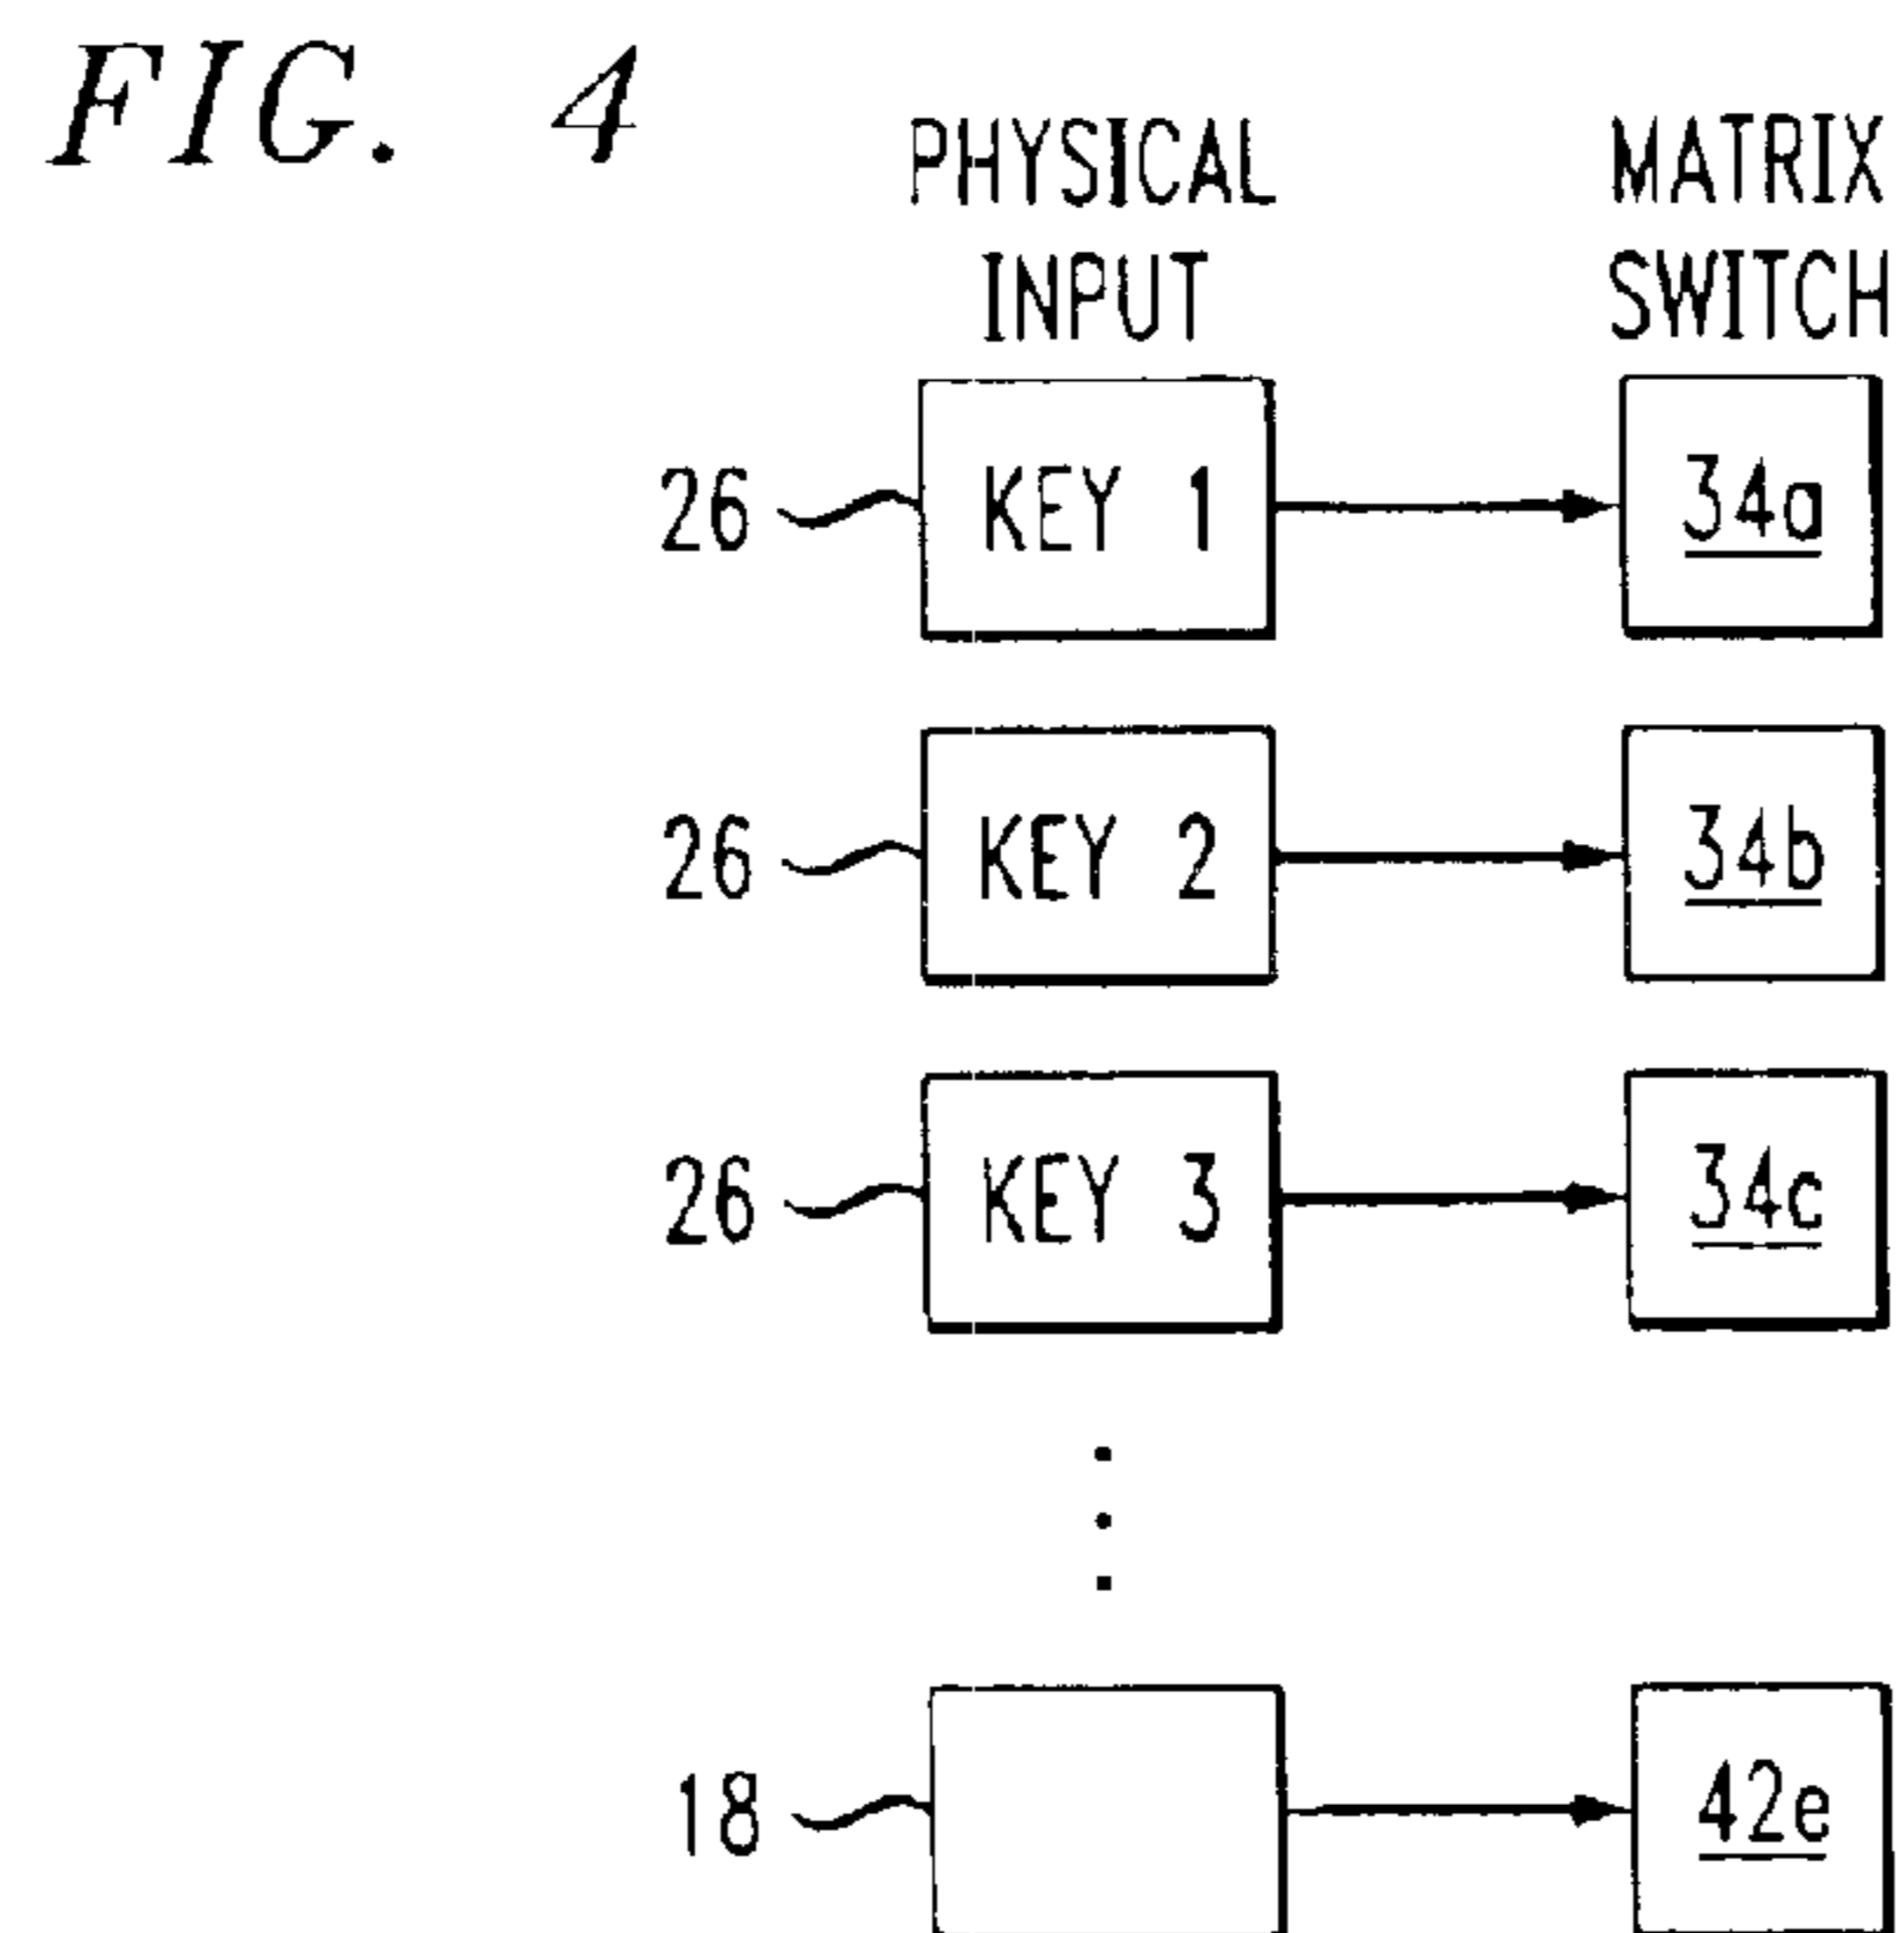 FIG. 4
PHYSICAL INPUT
MATRIX SWITCH
26 KEY 1 34a
26 KEY 2 34b
26 KEY 3 34c
18 42e